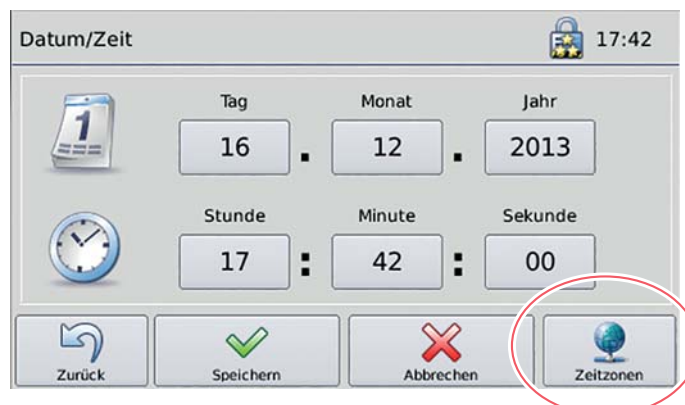 Datum/Zeit 17:42
Tag Monat Jahr
1
16 . 12 . 2013
Stunde Minute Sekunde
17 : 42 : 00
Zurück Speichern Abbrechen Zeitzonen